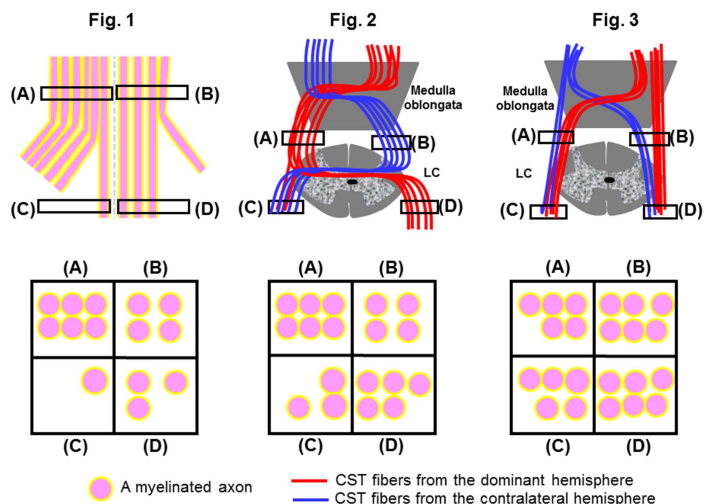 Fig. 1 Fig. 2 Fig. 3
(A) (B)
(C) (D)
Medulla
oblongata
(A) (B)
LC
(C) (D)
Medulla
oblongata
(A) (B)
LC
(C) (D)
(A) (B)
(C) (D)
(A) (B)
(C) (D)
(A) (B)
(C) (D)
A myelinated axon
CST fibers from the dominant hemisphere
CST fibers from the contralateral hemisphere